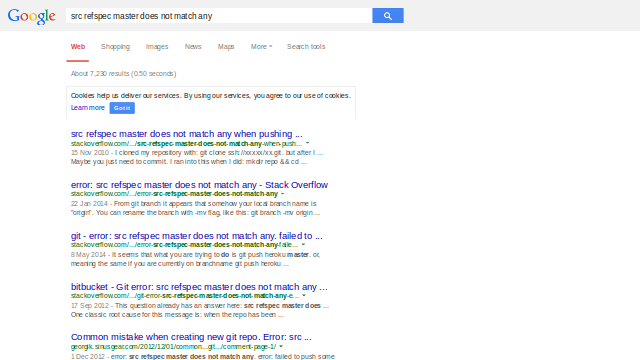 Google src refspec master does not match any
Web Shopping Images News Maps More Search tools
About 7,230 results (0.50 seconds)
Cookies help us deliver our services. By using our services, you agree to our use of cookies.
Learn more Got it
src refspec master does not match any when pushing ...
stackoverflow.com/.../src-refspec-master-does-not-match-any-when-push...
15 Nov 2010 - I cloned my repository with: git clone ssh://xxxxx/xx.git. but after I ...
Maybe you just need to commit. I ran into this when I did: mkdir repo && cd ...
error: src refspec master does not match any - Stack Overflow
stackoverflow.com/.../error-src-refspec-master-does-not-match-any
22 Jan 2014 - From git branch it appears that somehow your local branch name is
"origin". You can rename the branch with -mv flag, like this: git branch -mv origin ...
git - error: src refspec master does not match any. failed to ...
stackoverflow.com/.../error-src-refspec-master-does-not-match-any-faile...
8 May 2014 - It seems that what you are trying to do is git push heroku master. or,
meaning the same if you are currently on branchname git push heroku ...
bitbucket - Git error: src refspec master does not match any ...
stackoverflow.com/.../git-error-src-refspec-master-does-not-match-any-e...
17 Sep 2012 - This question already has an answer here: src refspec master does ...
One classic root cause for this message is: when the repo has been ...
Common mistake when creating new git repo. Error: src ...
georgik.sinusgear.com/2012/12/01/common...git.../comment-page-1/
1 Dec 2012 - error: src refspec master does not match any. error: failed to push some